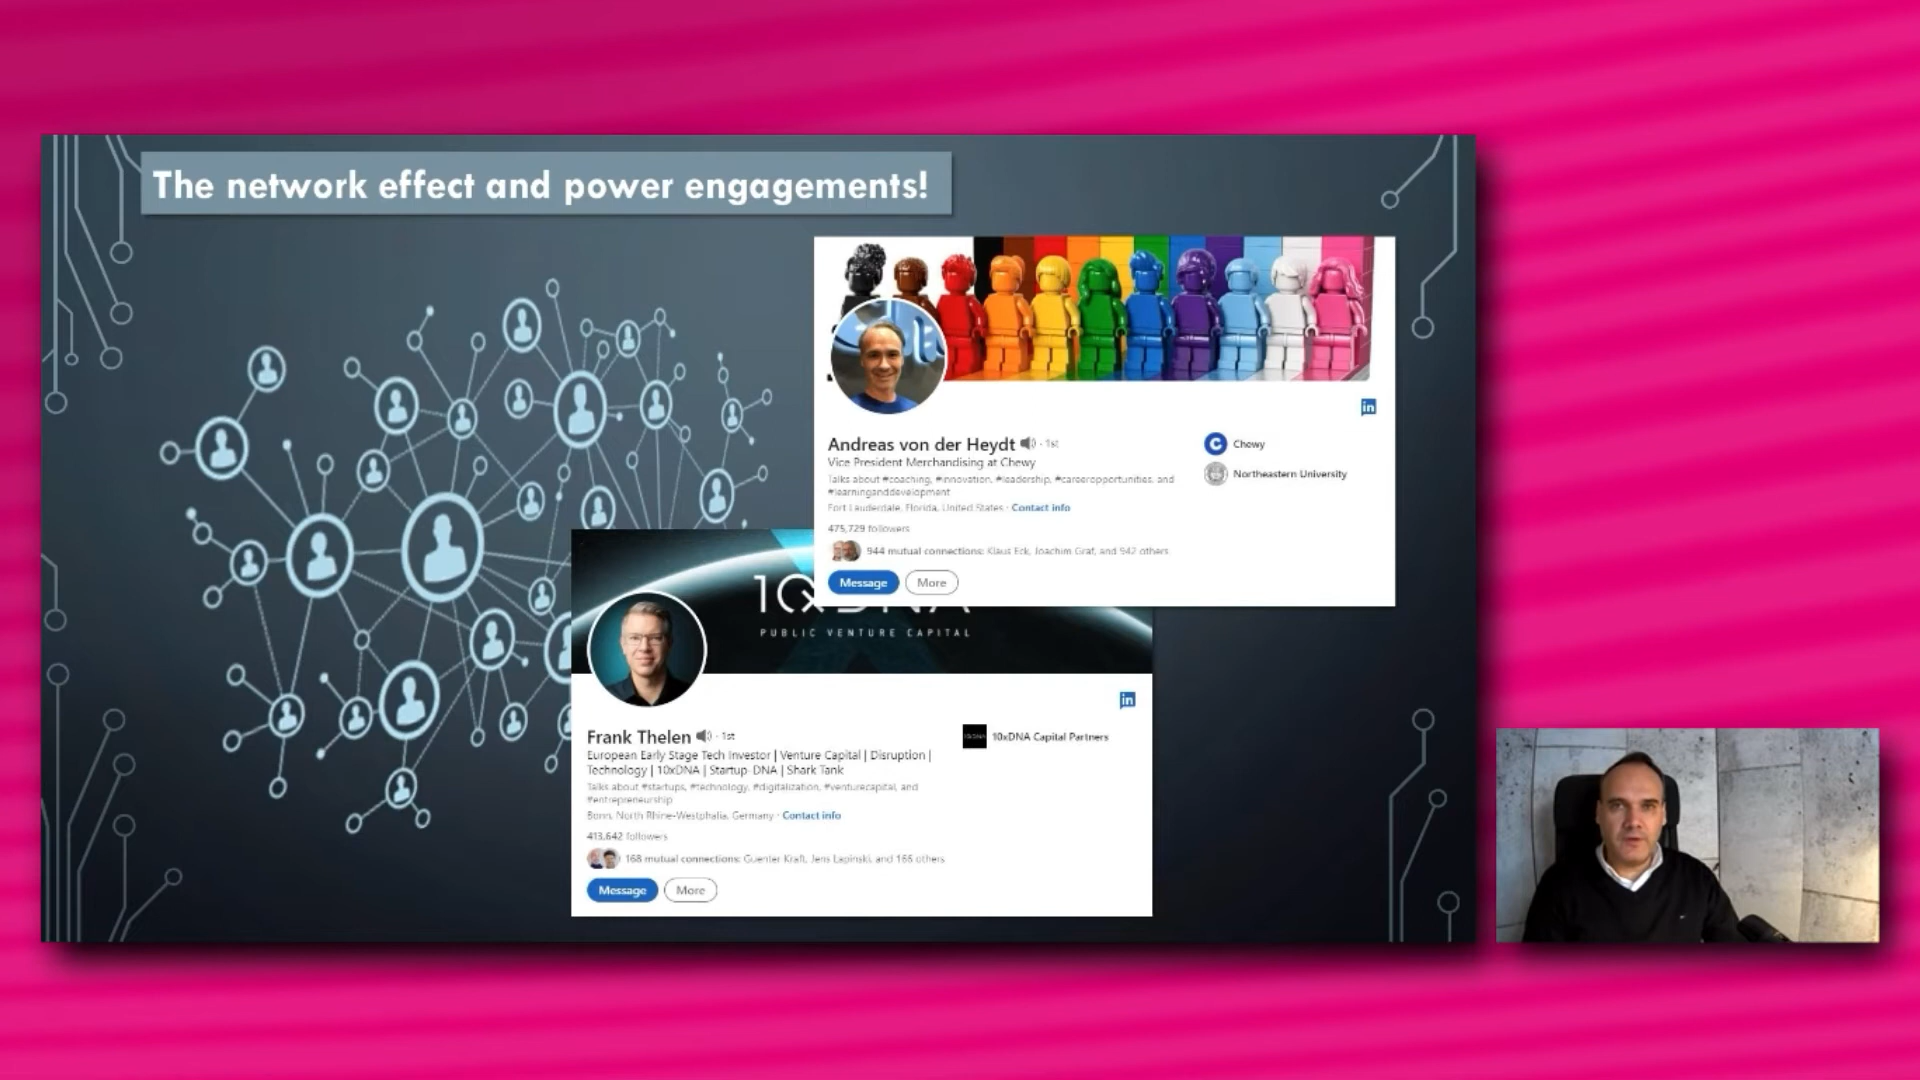 The network effect and power engagements!
Andreas von der Heydt · 1st
Vice President Merchandising at Chewy
Talks about #coaching, #innovation, #leadership, #careeropportunities, and
#learninganddevelopment
Fort Lauderdale, Florida, United States · Contact info
475,729 followers
944 mutual connections: Klaus Eck, Joachim Graf, and 942 others
Message
More
in
Chewy
Northeastern University
PUBLIC VENTURE CAPITAL
Frank Thelen · 1st
European Early Stage Tech Investor | Venture Capital | Disruption |
Technology | 10xDNA | Startup-DNA | Shark Tank
Talks about #startups, #technology, #digitalization, #venturecapital, and
#entrepreneurship
Bonn, North Rhine-Westphalia, Germany · Contact info
413,642 followers
168 mutual connections: Guenter Kraft, Jens Lapinski, and 166 others
Message
More
in
10xDNA Capital Partners